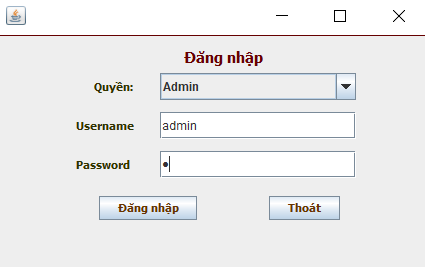 Đăng nhập
Quyền: Admin
Username admin
Password •
Đăng nhập Thoát